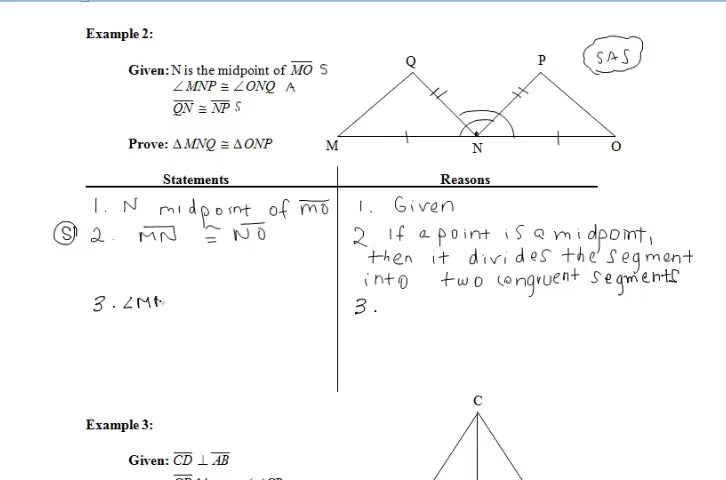 Example 2:
Given: N is the midpoint of MO S
∠MNP ≅ ∠ONQ A
QN ≅ NP S
Prove: ΔMNQ ≅ ΔONP
Q
P
SAS
M
N
O
Statements
Reasons
1. N midpoint of MO
1. Given
S 2. MN ≅ NO
2. If a point is a midpoint,
then it divides the segment
into two congruent segments
3. ∠MN
3.
Example 3:
C
Given: CD ⊥ AB